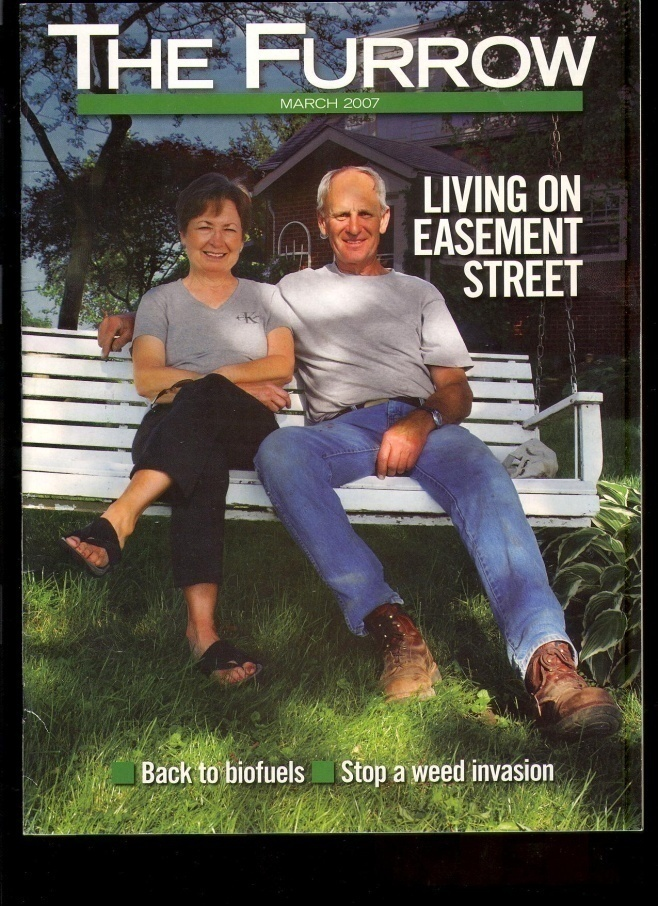 THE FURROW
MARCH 2007
LIVING ON
EASEMENT
STREET
Back to biofuels Stop a weed invasion